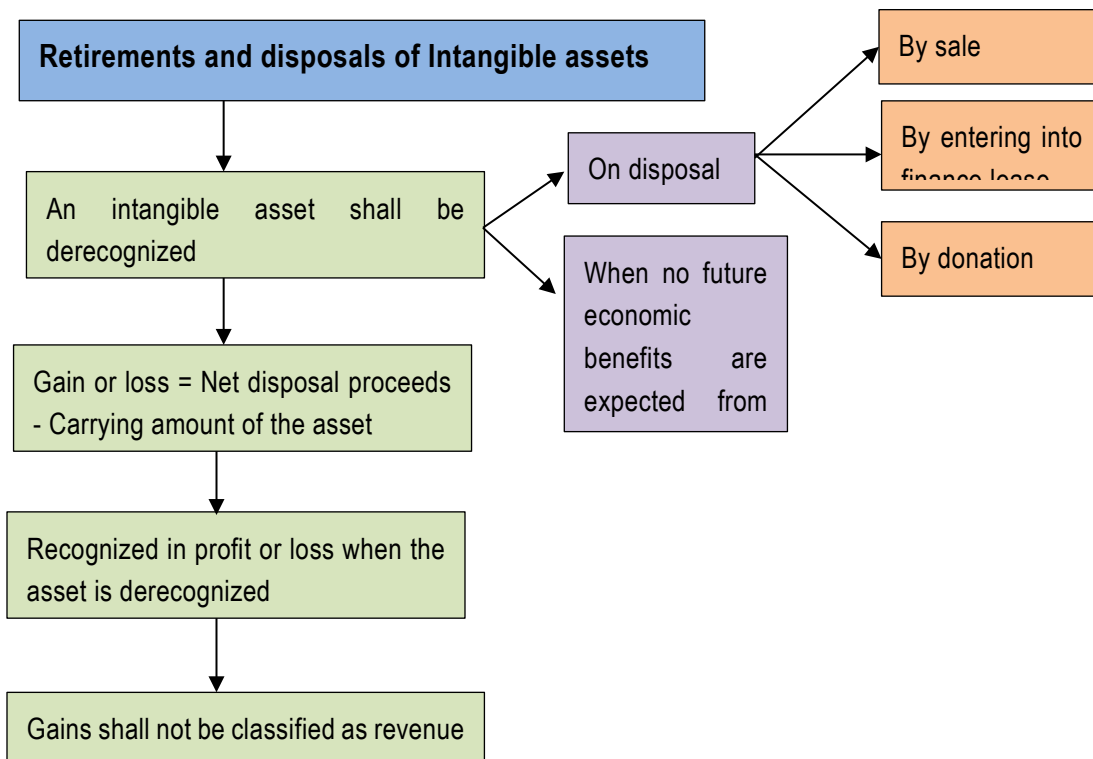 Retirements and disposals of Intangible assets
An intangible asset shall be
derecognized
Gain or loss = Net disposal proceeds
- Carrying amount of the asset
Recognized in profit or loss when the
asset is derecognized
Gains shall not be classified as revenue
On disposal
When no future
economic
benefits are
expected from
By sale
By entering into
finance lease
By donation